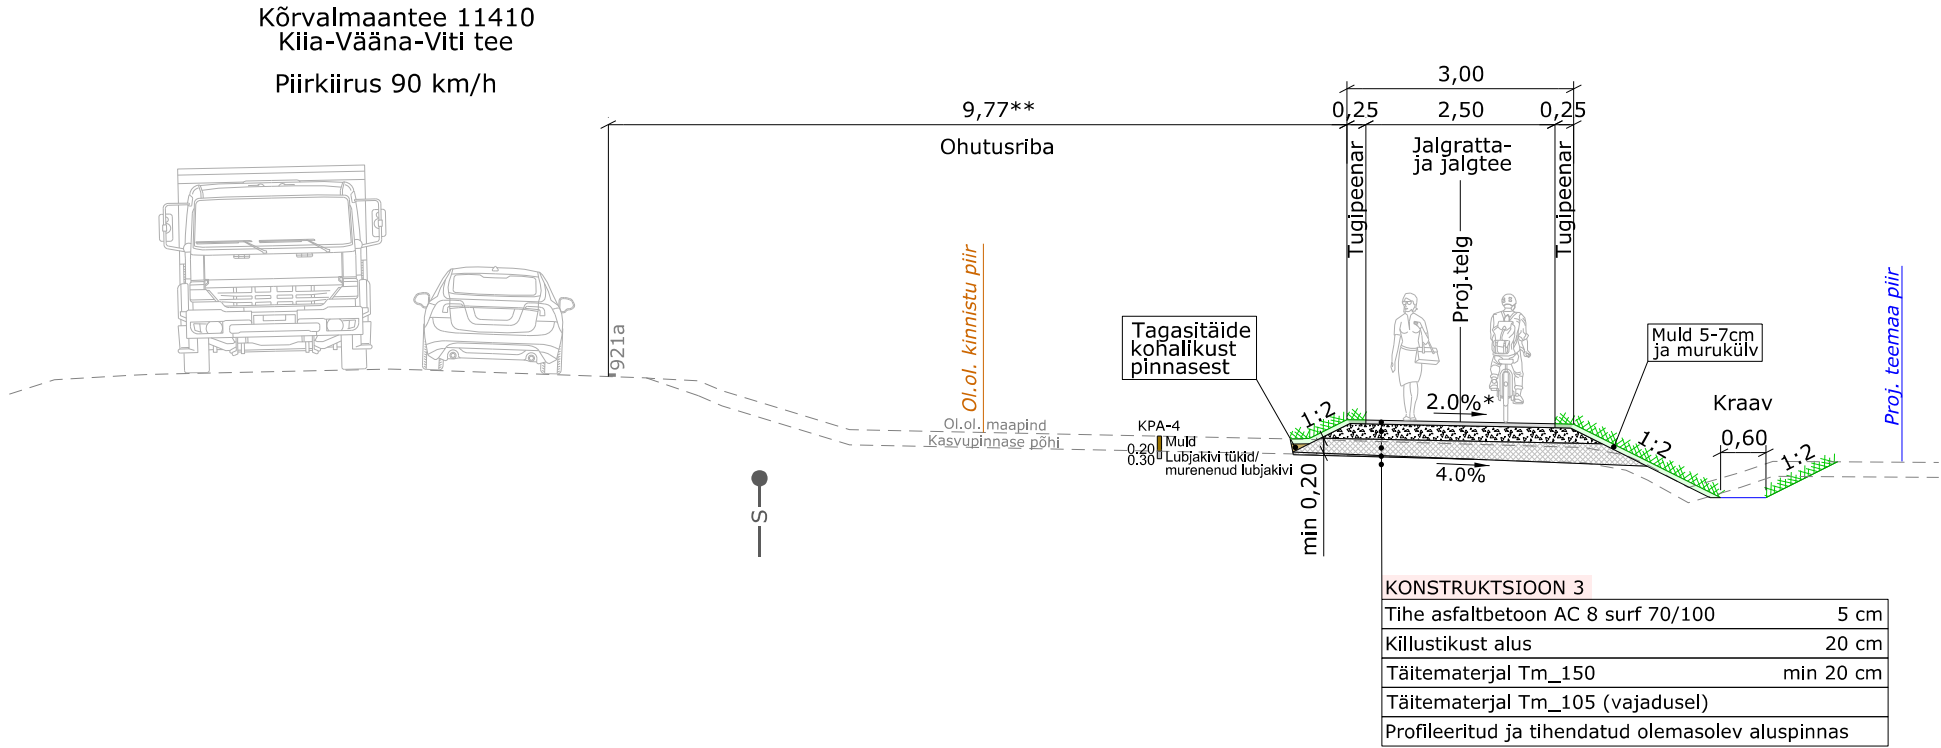 Kõrvalmaantee 11410
Kiia-Vääna-Viti tee
Piirkiirus 90 km/h
3,00
9,77**
0,25
2,50
0,25
Ohutusriba
Jalgratta-
ja jalgtee
Tugipeenar
Proj.telg
Tugipeenar
Ol.ol. kinnistu piir
Proj. teemaa piir
921a
Tagasitäide
kohalikust
pinnasest
Muld 5-7cm
ja murukülv
Ol.ol. maapind
Kasvupinnase põhi
KPA-4
0.20
Muld
0.30
Lubjakivi tükid/
murenenud lubjakivi
1:2
2.0%*
4.0%
1:2
Kraav
0,60
1:2
min 0,20
S
KONSTRUKTSIOON 3
Tihe asfaltbetoon AC 8 surf 70/100 5 cm
Killustikust alus 20 cm
Täitematerjal Tm_150 min 20 cm
Täitematerjal Tm_105 (vajadusel)
Profileeritud ja tihendatud olemasolev aluspinnas